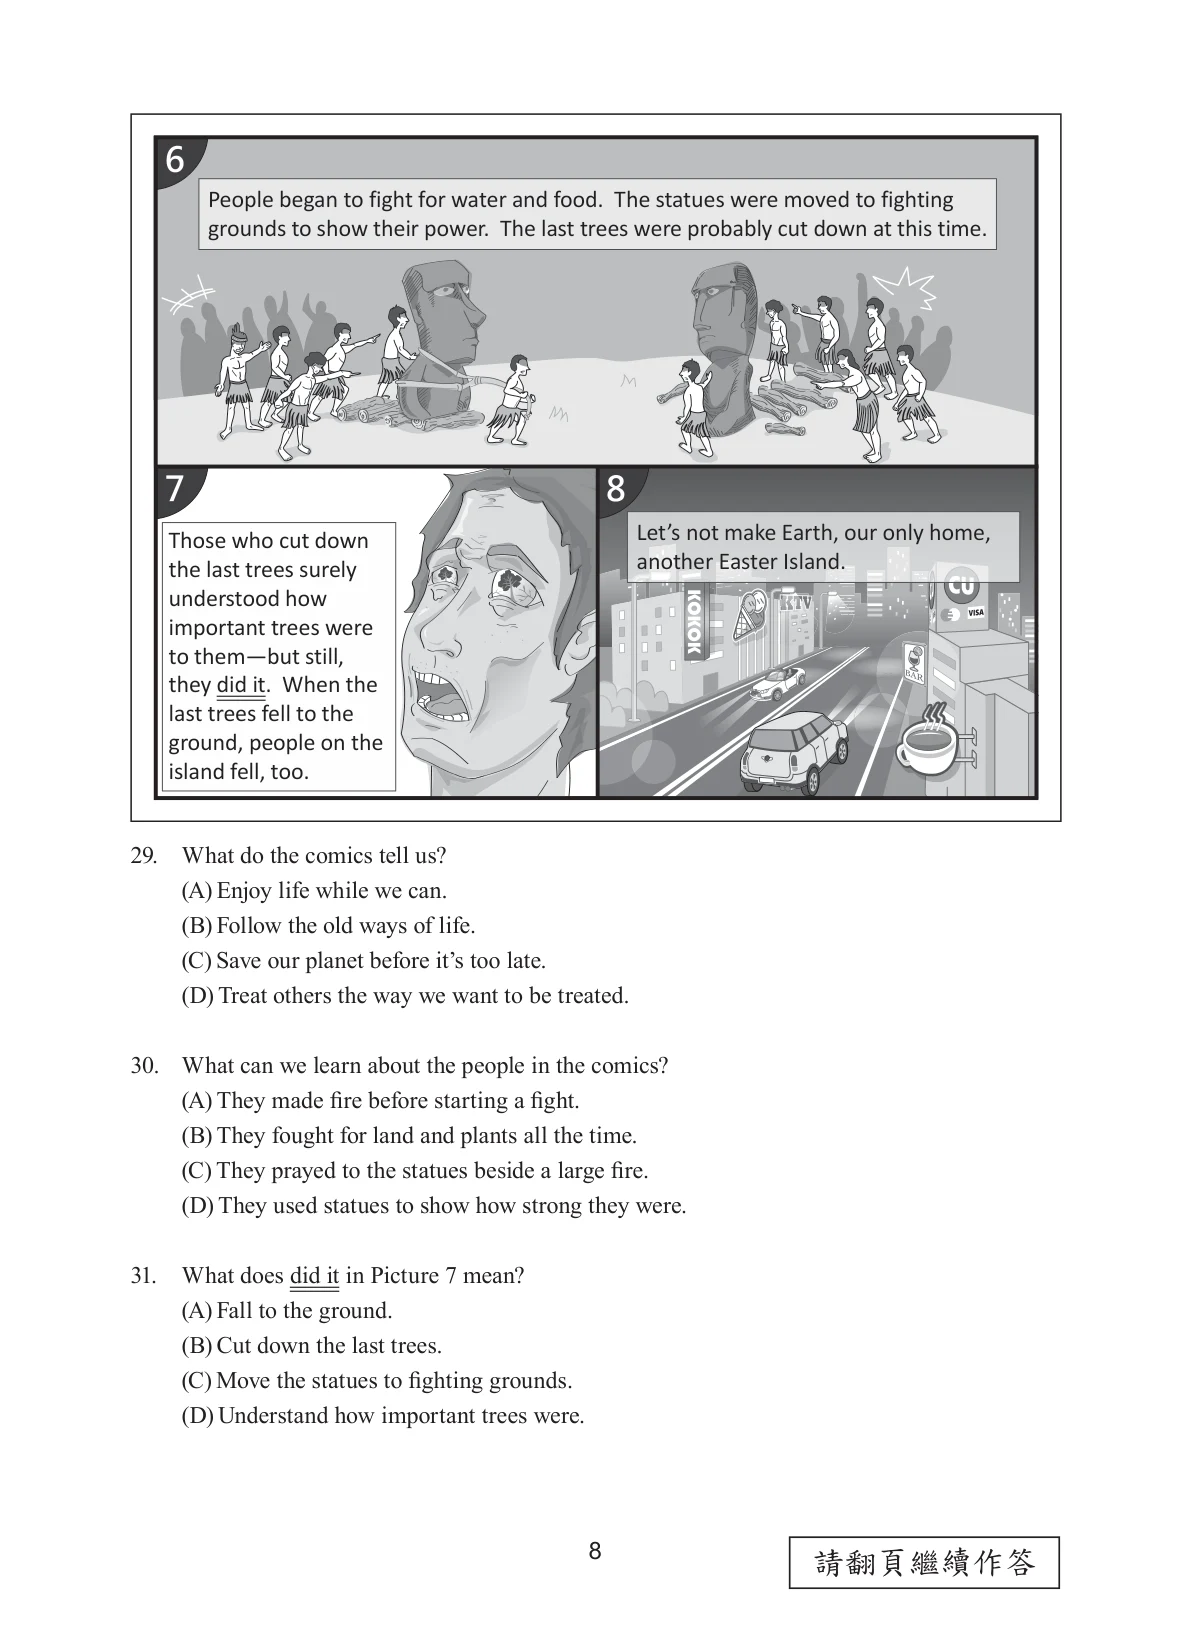 6
People began to fight for water and food.  The statues were moved to fighting
grounds to show their power.  The last trees were probably cut down at this time.
7
Those who cut down
the last trees surely
understood how
important trees were
to them—but still,
they did it.  When the
last trees fell to the
ground, people on the
island fell, too.
8
Let’s not make Earth, our only home,
another Easter Island.
KOKOK
KTV
CU
VISA
BAR
29. What do the comics tell us?
(A) Enjoy life while we can.
(B) Follow the old ways of life.
(C) Save our planet before it’s too late.
(D) Treat others the way we want to be treated.
30. What can we learn about the people in the comics?
(A) They made fire before starting a fight.
(B) They fought for land and plants all the time.
(C) They prayed to the statues beside a large fire.
(D) They used statues to show how strong they were.
31. What does did it in Picture 7 mean?
(A) Fall to the ground.
(B) Cut down the last trees.
(C) Move the statues to fighting grounds.
(D) Understand how important trees were.
8
請翻頁繼續作答